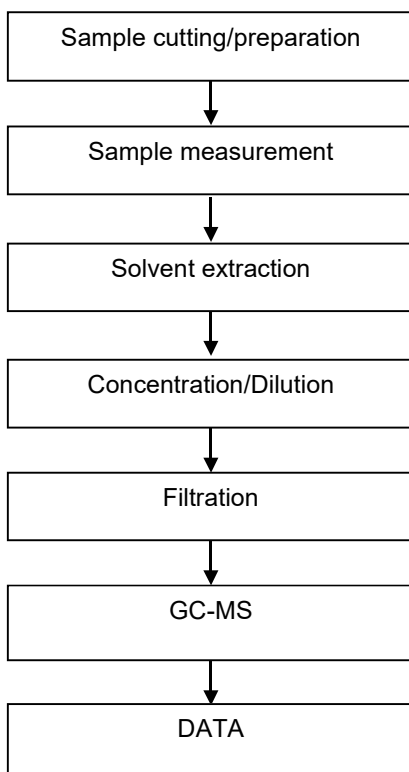 Sample cutting/preparation
Sample measurement
Solvent extraction
Concentration/Dilution
Filtration
GC-MS
DATA